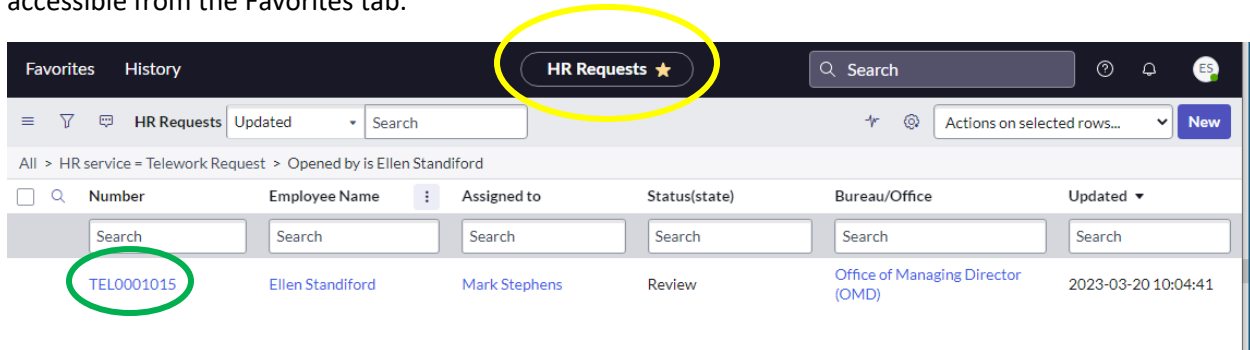 accessible from the Favorites tab.
Favorites History HR Requests Search ES
HR Requests Updated Search Actions on selected rows... New
All > HR service = Telework Request > Opened by is Ellen Standiford
Number Employee Name Assigned to Status(state) Bureau/Office Updated
Search Search Search Search Search Search
TEL0001015 Ellen Standiford Mark Stephens Review Office of Managing Director (OMD) 2023-03-20 10:04:41